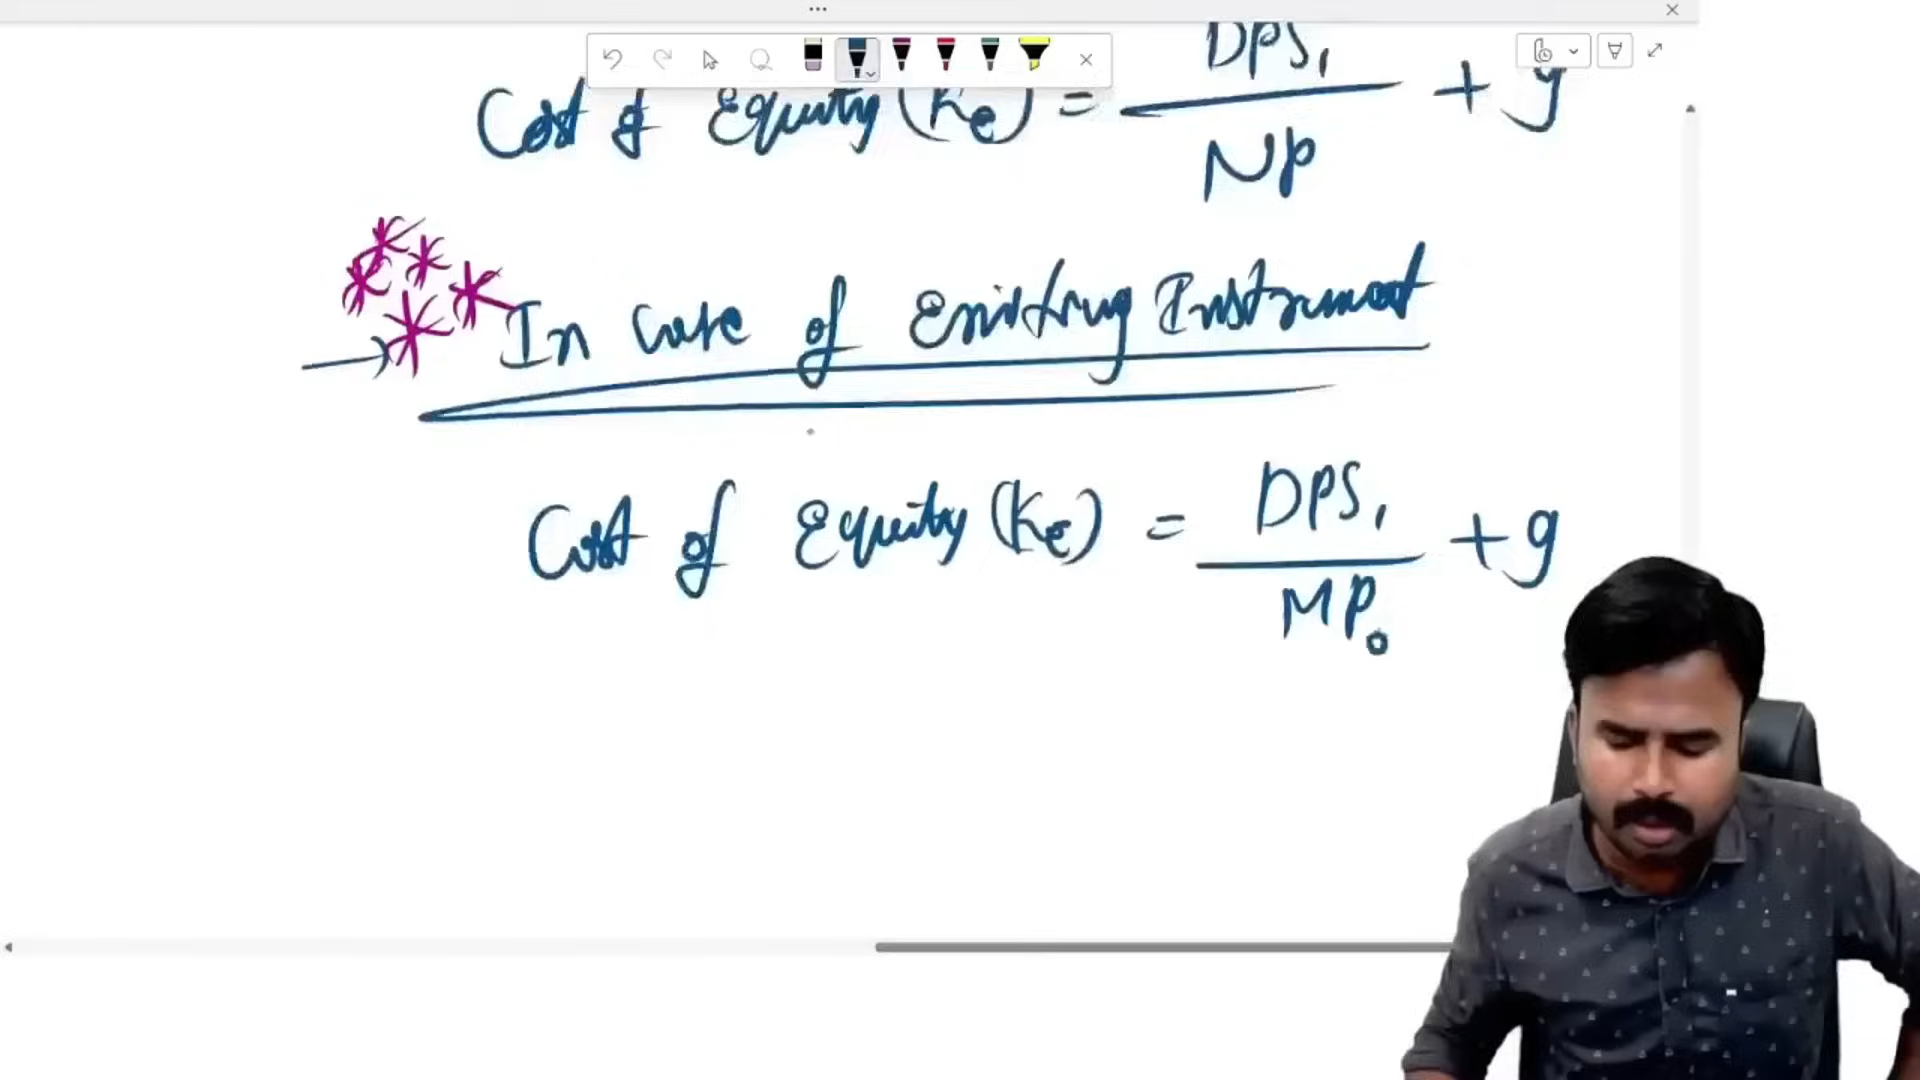 Cost of Equity (Ke) = DPS1 / NP + g
In case of Existing Instrument
Cost of Equity (Ke) = DPS1 / MP0 + g